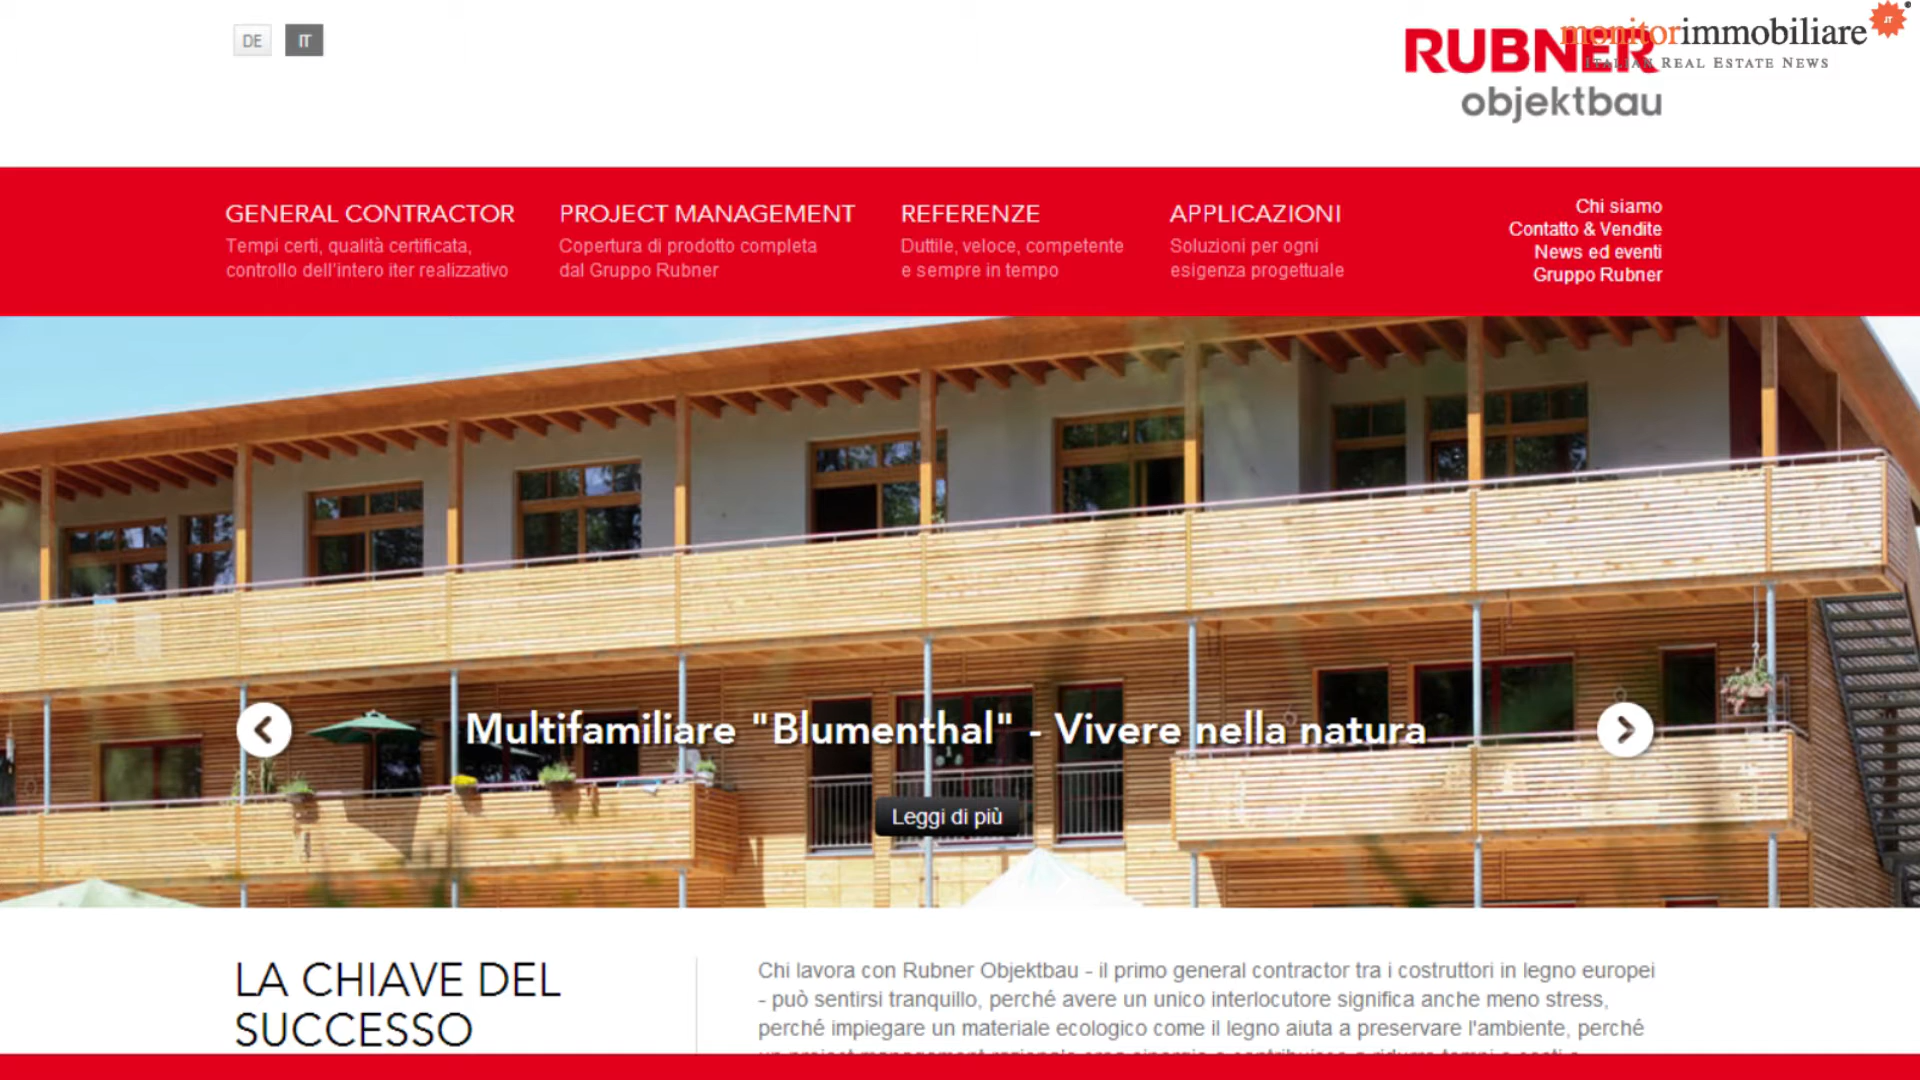 DE
IT
RUBNER
objektbau
monitorimmobiliare
.IT
ITALIAN REAL ESTATE NEWS
GENERAL CONTRACTOR
Tempi certi, qualità certificata,
controllo dell'intero iter realizzativo
PROJECT MANAGEMENT
Copertura di prodotto completa
dal Gruppo Rubner
REFERENZE
Duttile, veloce, competente
e sempre in tempo
APPLICAZIONI
Soluzioni per ogni
esigenza progettuale
Chi siamo
Contatto & Vendite
News ed eventi
Gruppo Rubner
Multifamiliare "Blumenthal" - Vivere nella natura
Leggi di più
LA CHIAVE DEL
SUCCESSO
Chi lavora con Rubner Objektbau - il primo general contractor tra i costruttori in legno europei
- può sentirsi tranquillo, perché avere un unico interlocutore significa anche meno stress,
perché impiegare un materiale ecologico come il legno aiuta a preservare l'ambiente, perché